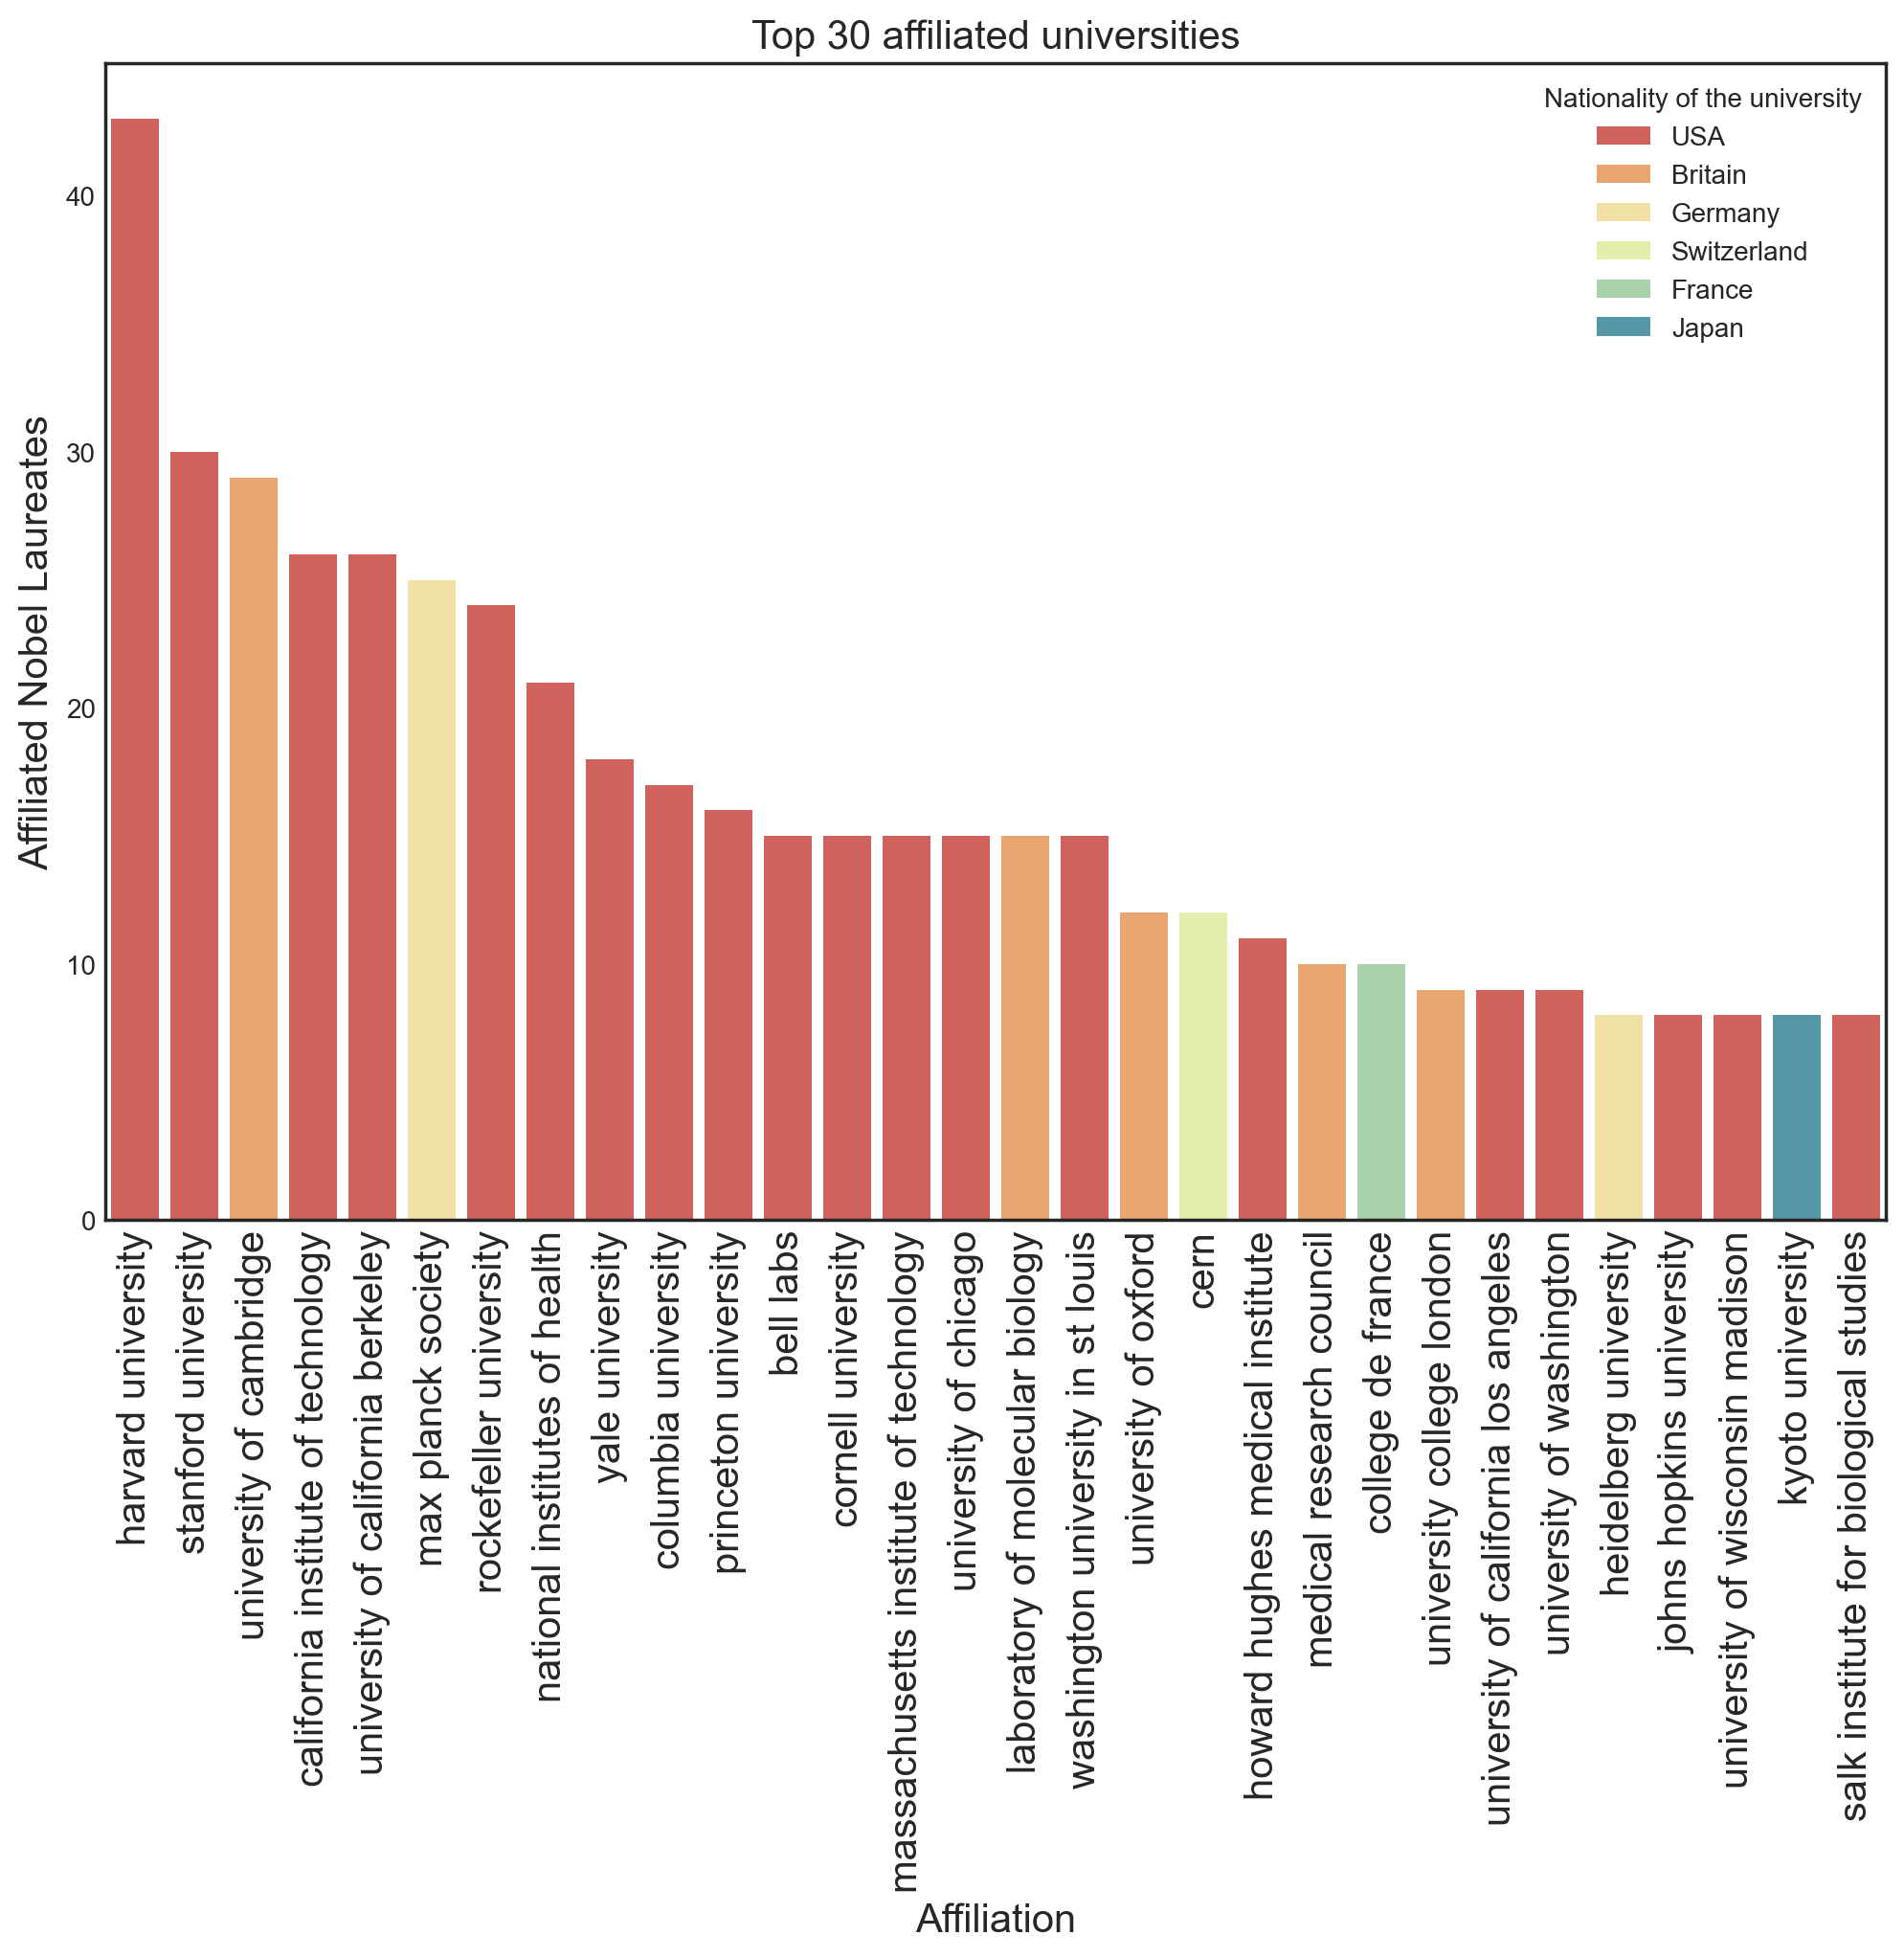 Top 30 affiliated universities
Nationality of the university
USA
Britain
Germany
Switzerland
France
Japan
Affiliated Nobel Laureates
40
30
20
10
0
harvard university
stanford university
university of cambridge
california institute of technology
university of california berkeley
max planck society
rockefeller university
national institutes of health
yale university
columbia university
princeton university
bell labs
cornell university
massachusetts institute of technology
university of chicago
laboratory of molecular biology
washington university in st louis
university of oxford
cern
howard hughes medical institute
medical research council
college de france
university college london
university of california los angeles
university of washington
heidelberg university
johns hopkins university
university of wisconsin madison
kyoto university
salk institute for biological studies
Affiliation